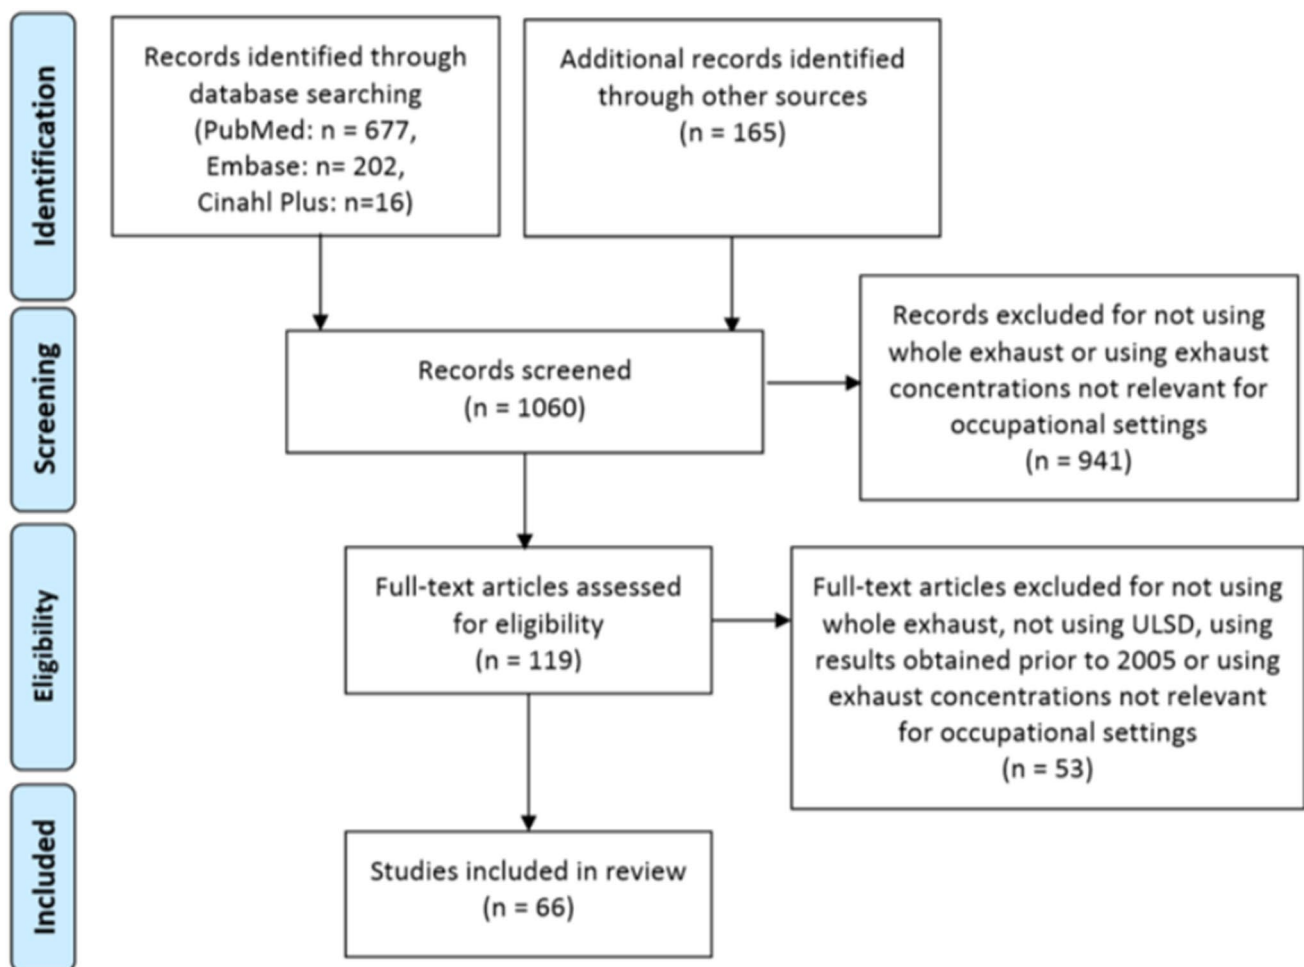 Identification
Records identified through
database searching
(PubMed: n = 677,
Embase: n= 202,
Cinahl Plus: n=16)
Additional records identified
through other sources
(n = 165)
Screening
Records screened
(n = 1060)
Records excluded for not using
whole exhaust or using exhaust
concentrations not relevant for
occupational settings
(n = 941)
Eligibility
Full-text articles assessed
for eligibility
(n = 119)
Full-text articles excluded for not using
whole exhaust, not using ULSD, using
results obtained prior to 2005 or using
exhaust concentrations not relevant
for occupational settings
(n = 53)
Included
Studies included in review
(n = 66)